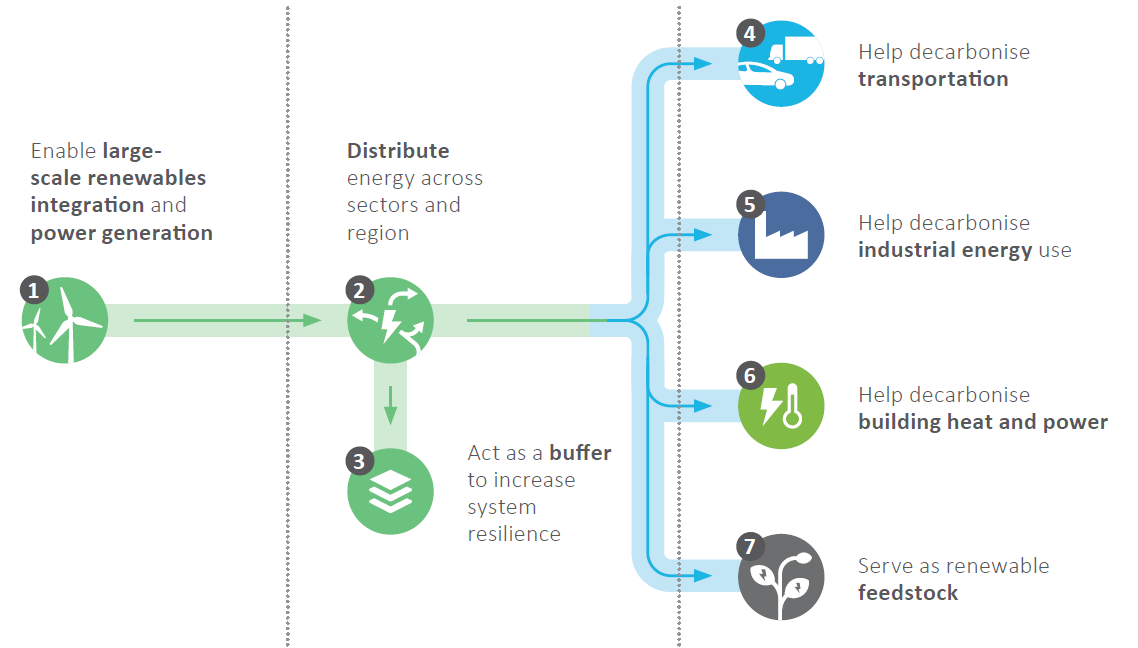 1
Enable large-
scale renewables
integration and
power generation
2
Distribute
energy across
sectors and
region
3
Act as a buffer
to increase
system
resilience
4
Help decarbonise
transportation
5
Help decarbonise
industrial energy use
6
Help decarbonise
building heat and power
7
Serve as renewable
feedstock